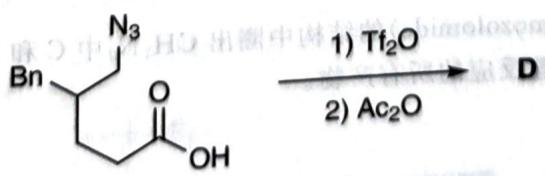 N₃
Bn
O
OH
1) Tf₂O
2) Ac₂O
D